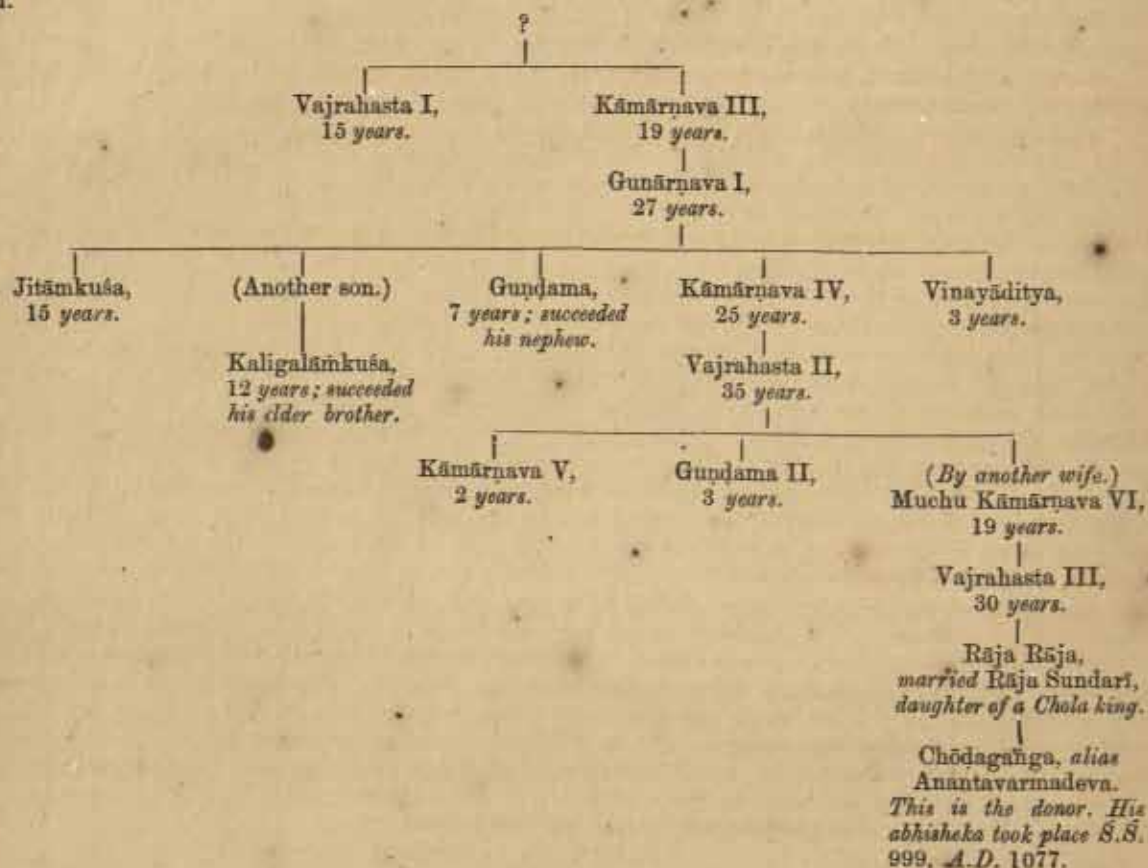 ?
Vajrahasta I,
15 years.
Kāmārṇava III,
19 years.
Guṇārṇava I,
27 years.
Jitāmkuśa,
15 years.
(Another son.)
Kaligalāṁkuśa,
12 years; succeeded
his elder brother.
Guṇḍama,
7 years; succeeded
his nephew.
Kāmārṇava IV,
25 years.
Vinayāditya,
3 years.
Vajrahasta II,
35 years.
Kāmārṇava V,
2 years.
Guṇḍama II,
3 years.
(By another wife.)
Muchu Kāmārṇava VI,
19 years.
Vajrahasta III,
30 years.
Rāja Rāja,
married Rāja Sundarī,
daughter of a Chola king.
Chōḍagaṅga, alias
Anantavarmadeva.
This is the donor. His
abhisheka took place Ś.Ś.
999, A.D. 1077.